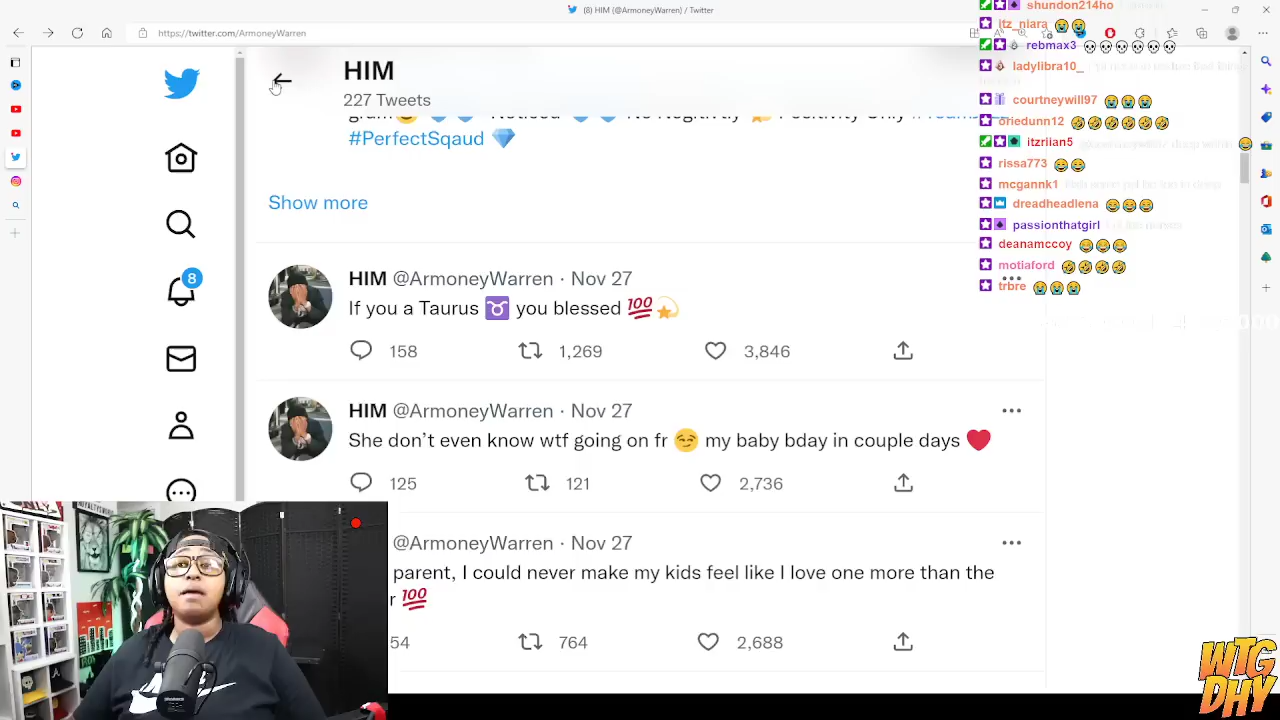 (8) HIM (@ArmoneyWarren) / Twitter
https://twitter.com/ArmoneyWarren
HIM
227 Tweets
#PerfectSqaud 💎
Show more
8
HIM @ArmoneyWarren · Nov 27
If you a Taurus ♉ you blessed 💯💫
158 1,269 3,846
HIM @ArmoneyWarren · Nov 27
She don't even know wtf going on fr 😏 my baby bday in couple days ❤️
125 121 2,736
@ArmoneyWarren · Nov 27
parent, I could never make my kids feel like I love one more than the
r 💯
54 764 2,688
shundon214ho
itz_niara 😂😂
rebmax3 💀💀💀💀💀💀
ladylibra10_
courtneywill97 😭😭😭
oriedunn12 🤣🤣🤣🤣🤣🤣
itzriian5
rissa773 😂😂
mcgannk1
dreadheadlena 😂😂😂
passionthatgirl
deanamccoy 😂😂😂
motiaford 🤣🤣🤣🤣
trbre 😭😭😭
WTG
DHY